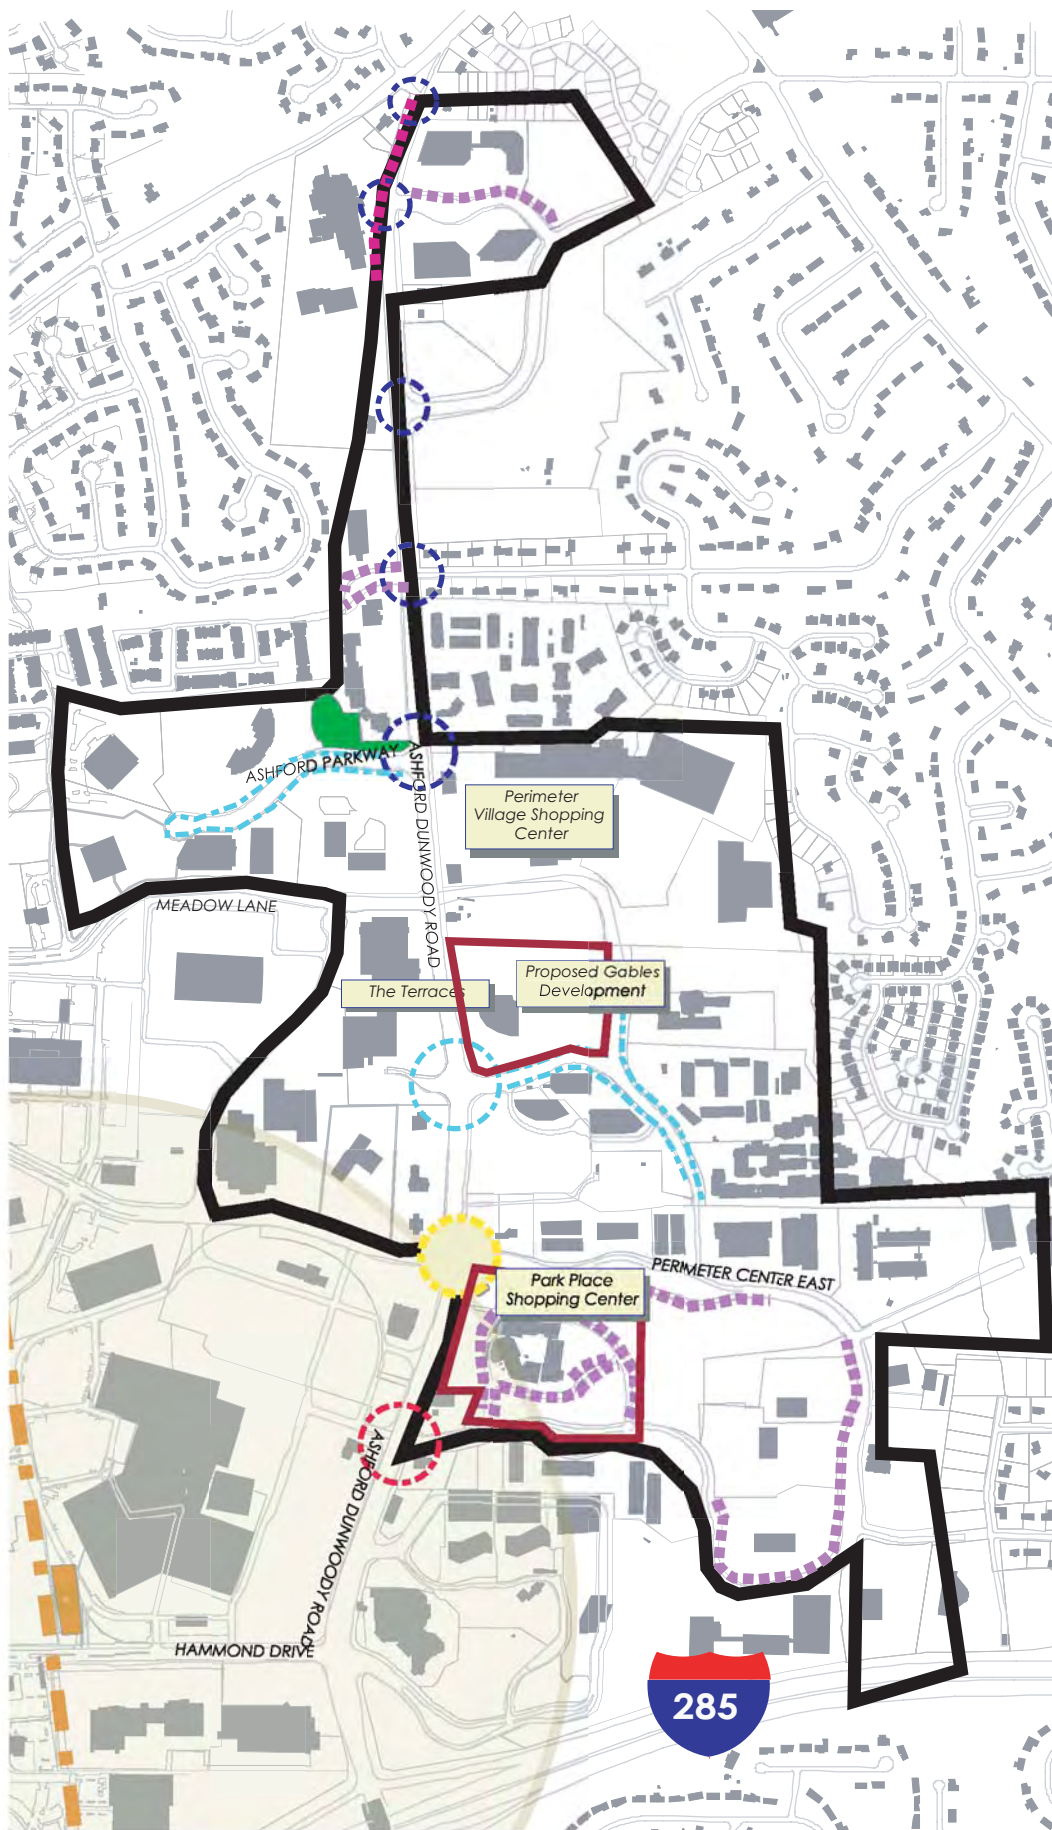 ASHFORD PARKWAY
ASHFORD DUNWOODY ROAD
Perimeter
Village Shopping
Center
MEADOW LANE
The Terraces
Proposed Gables
Development
PERIMETER CENTER EAST
Park Place
Shopping Center
ASHFORD DUNWOODY ROAD
HAMMOND DRIVE
285